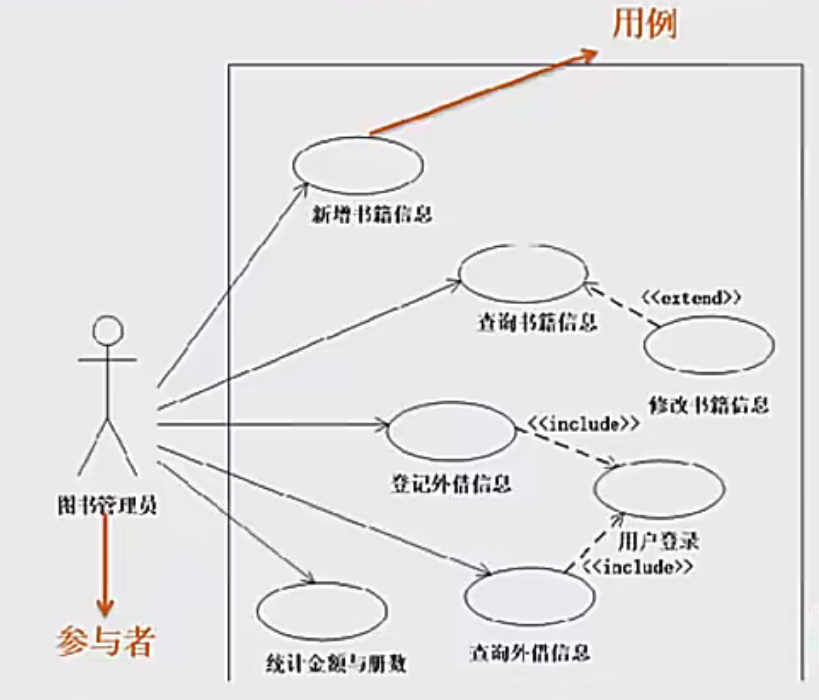 用例
新增书籍信息
查询书籍信息
<<extend>>
修改书籍信息
<<include>>
登记外借信息
图书管理员
用户登录
<<include>>
参与者
统计金额与册数
查询外借信息